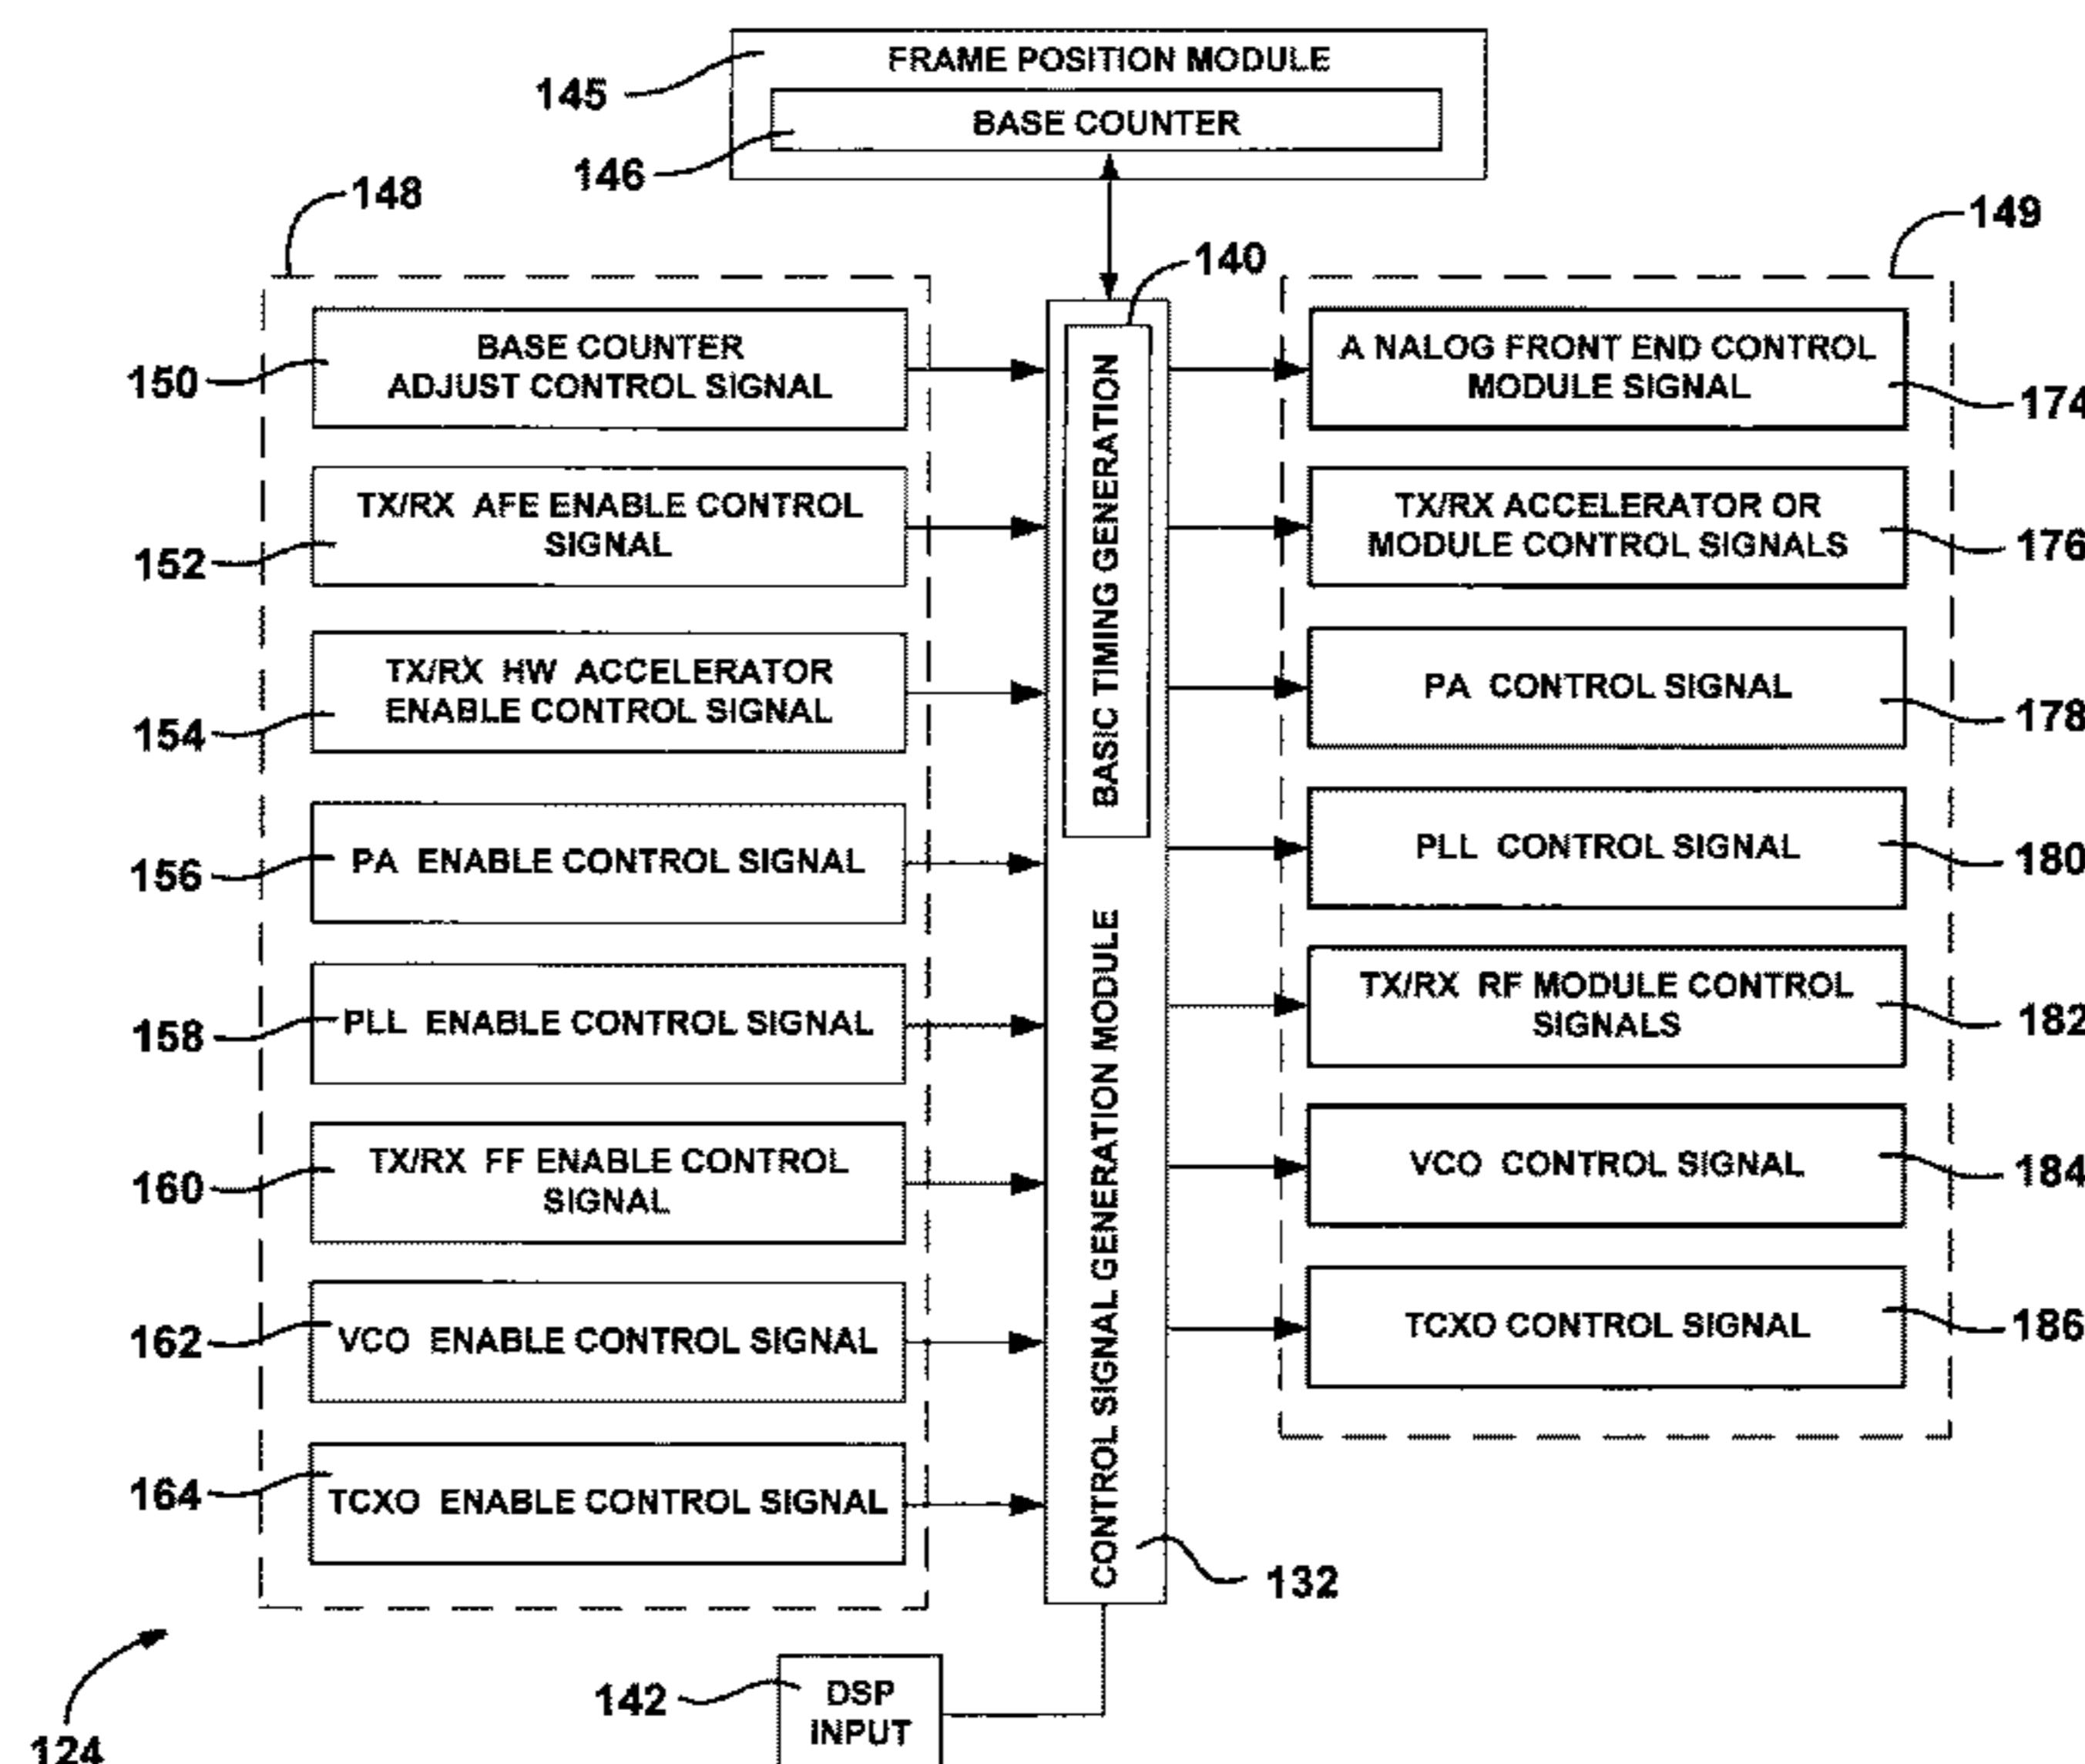 FRAME POSITION MODULE
145
BASE COUNTER
146
148
149
140
BASE COUNTER
ADJUST CONTROL SIGNAL
150
TX/RX AFE ENABLE CONTROL
SIGNAL
152
TX/RX HW ACCELERATOR
ENABLE CONTROL SIGNAL
154
PA ENABLE CONTROL SIGNAL
156
PLL ENABLE CONTROL SIGNAL
158
TX/RX FF ENABLE CONTROL
SIGNAL
160
VCO ENABLE CONTROL SIGNAL
162
TCXO ENABLE CONTROL SIGNAL
164
BASIC TIMING GENERATION
CONTROL SIGNAL GENERATION MODULE
132
A NALOG FRONT END CONTROL
MODULE SIGNAL
174
TX/RX ACCELERATOR OR
MODULE CONTROL SIGNALS
176
PA CONTROL SIGNAL
178
PLL CONTROL SIGNAL
180
TX/RX RF MODULE CONTROL
SIGNALS
182
VCO CONTROL SIGNAL
184
TCXO CONTROL SIGNAL
186
142
DSP
INPUT
124